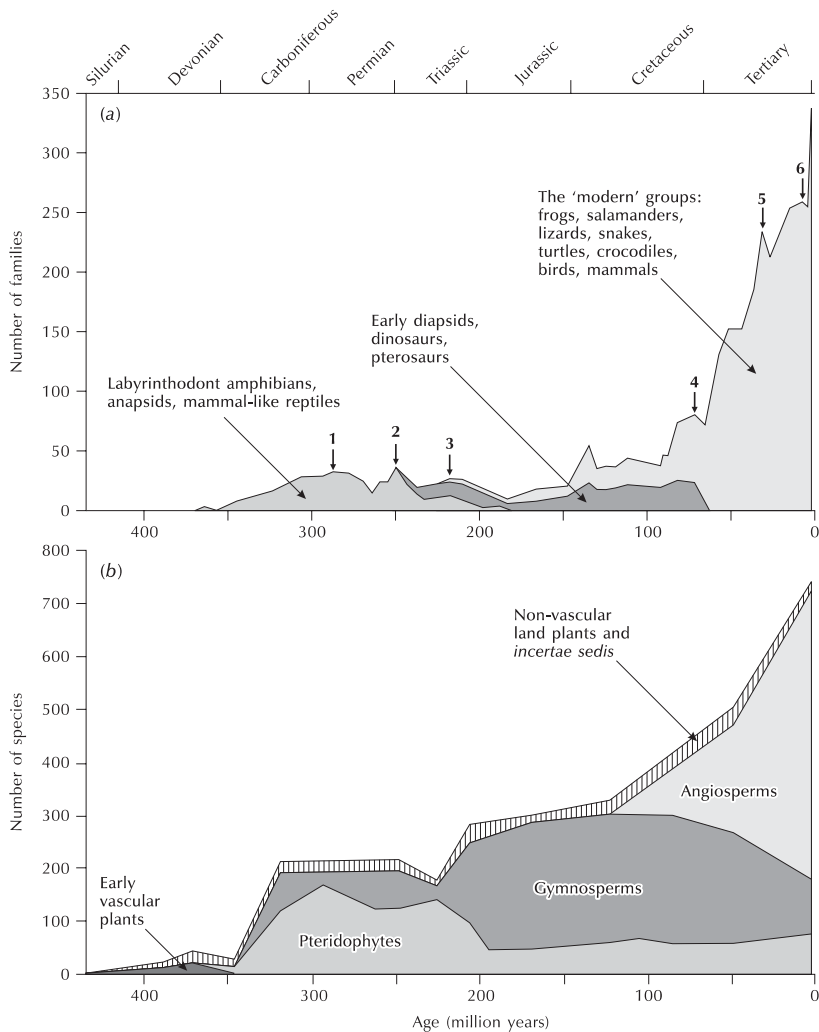 Silurian
Devonian
Carboniferous
Permian
Triassic
Jurassic
Cretaceous
Tertiary
(a)
350
300
250
200
150
100
50
0
Number of families
Labyrinthodont amphibians,
anapsids, mammal-like reptiles
Early diapsids,
dinosaurs,
pterosaurs
The ‘modern’ groups:
frogs, salamanders,
lizards, snakes,
turtles, crocodiles,
birds, mammals
1
2
3
4
5
6
400
300
200
100
0
(b)
800
700
600
500
400
300
200
100
0
Number of species
Early
vascular
plants
Non-vascular
land plants and
incertae sedis
Angiosperms
Gymnosperms
Pteridophytes
400
300
200
100
0
Age (million years)